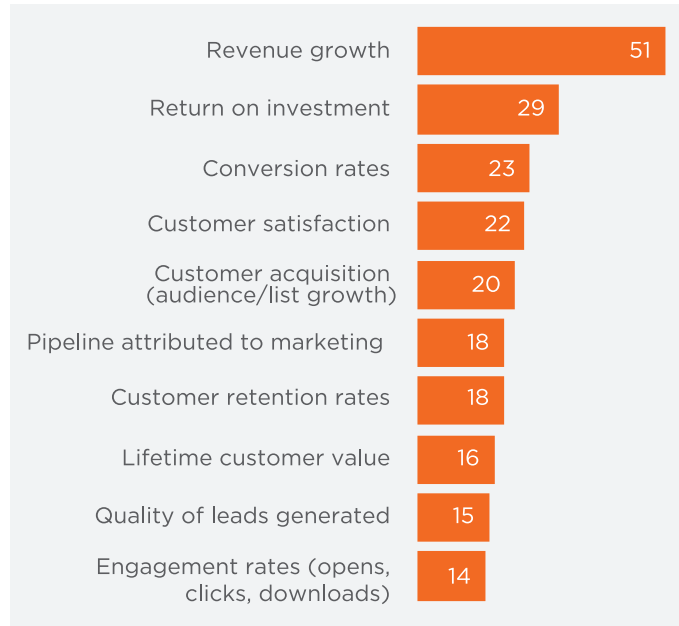 Revenue growth 51
Return on investment 29
Conversion rates 23
Customer satisfaction 22
Customer acquisition
(audience/list growth) 20
Pipeline attributed to marketing 18
Customer retention rates 18
Lifetime customer value 16
Quality of leads generated 15
Engagement rates (opens,
clicks, downloads) 14